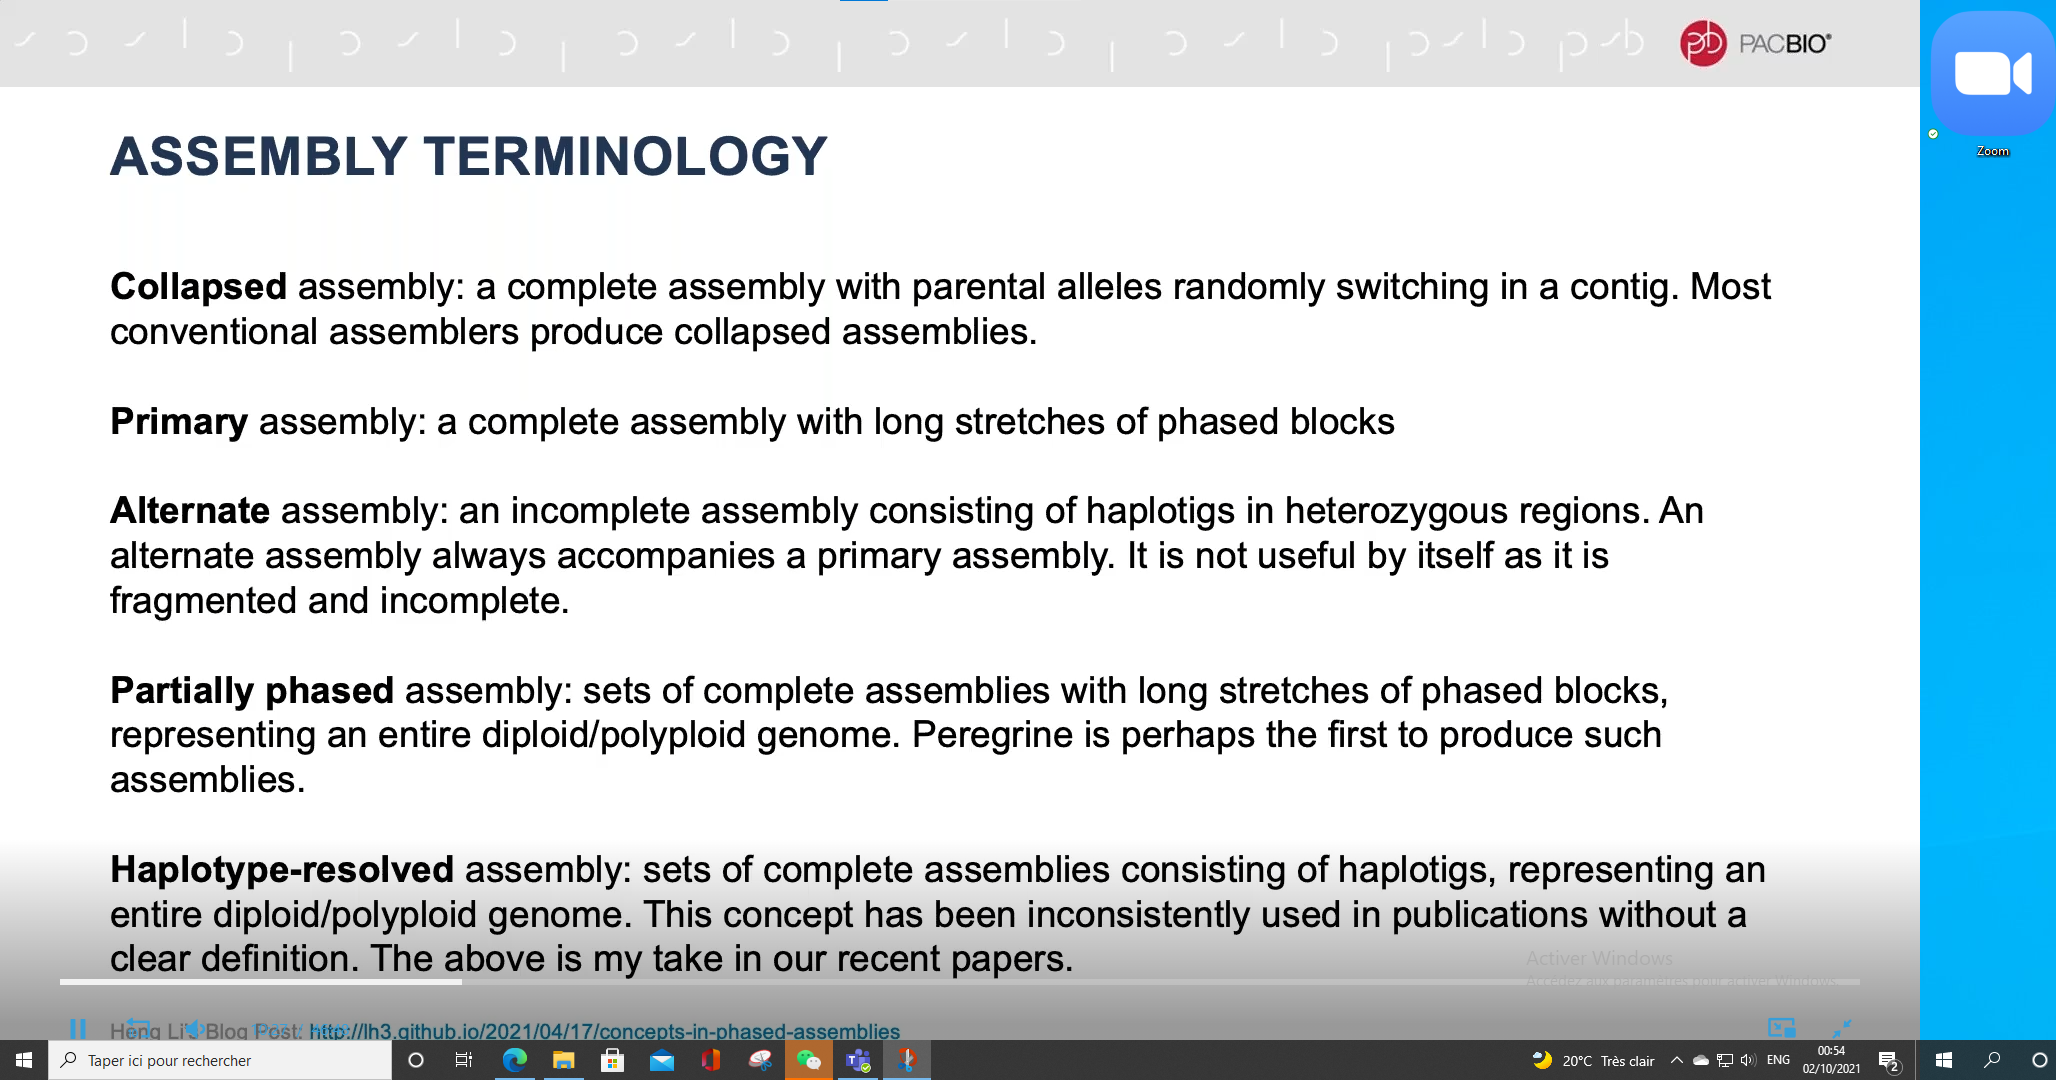 PACBIO®
ASSEMBLY TERMINOLOGY
Collapsed assembly: a complete assembly with parental alleles randomly switching in a contig. Most
conventional assemblers produce collapsed assemblies.
Primary assembly: a complete assembly with long stretches of phased blocks
Alternate assembly: an incomplete assembly consisting of haplotigs in heterozygous regions. An
alternate assembly always accompanies a primary assembly. It is not useful by itself as it is
fragmented and incomplete.
Partially phased assembly: sets of complete assemblies with long stretches of phased blocks,
representing an entire diploid/polyploid genome. Peregrine is perhaps the first to produce such
assemblies.
Haplotype-resolved assembly: sets of complete assemblies consisting of haplotigs, representing an
entire diploid/polyploid genome. This concept has been inconsistently used in publications without a
clear definition. The above is my take in our recent papers.
Activer Windows
Accédez aux paramètres pour activer Windows.
Heng Li's Blog Post: http://lh3.github.io/2021/04/17/concepts-in-phased-assemblies
Zoom
Taper ici pour rechercher
20°C Très clair
ENG
00:54
02/10/2021
2